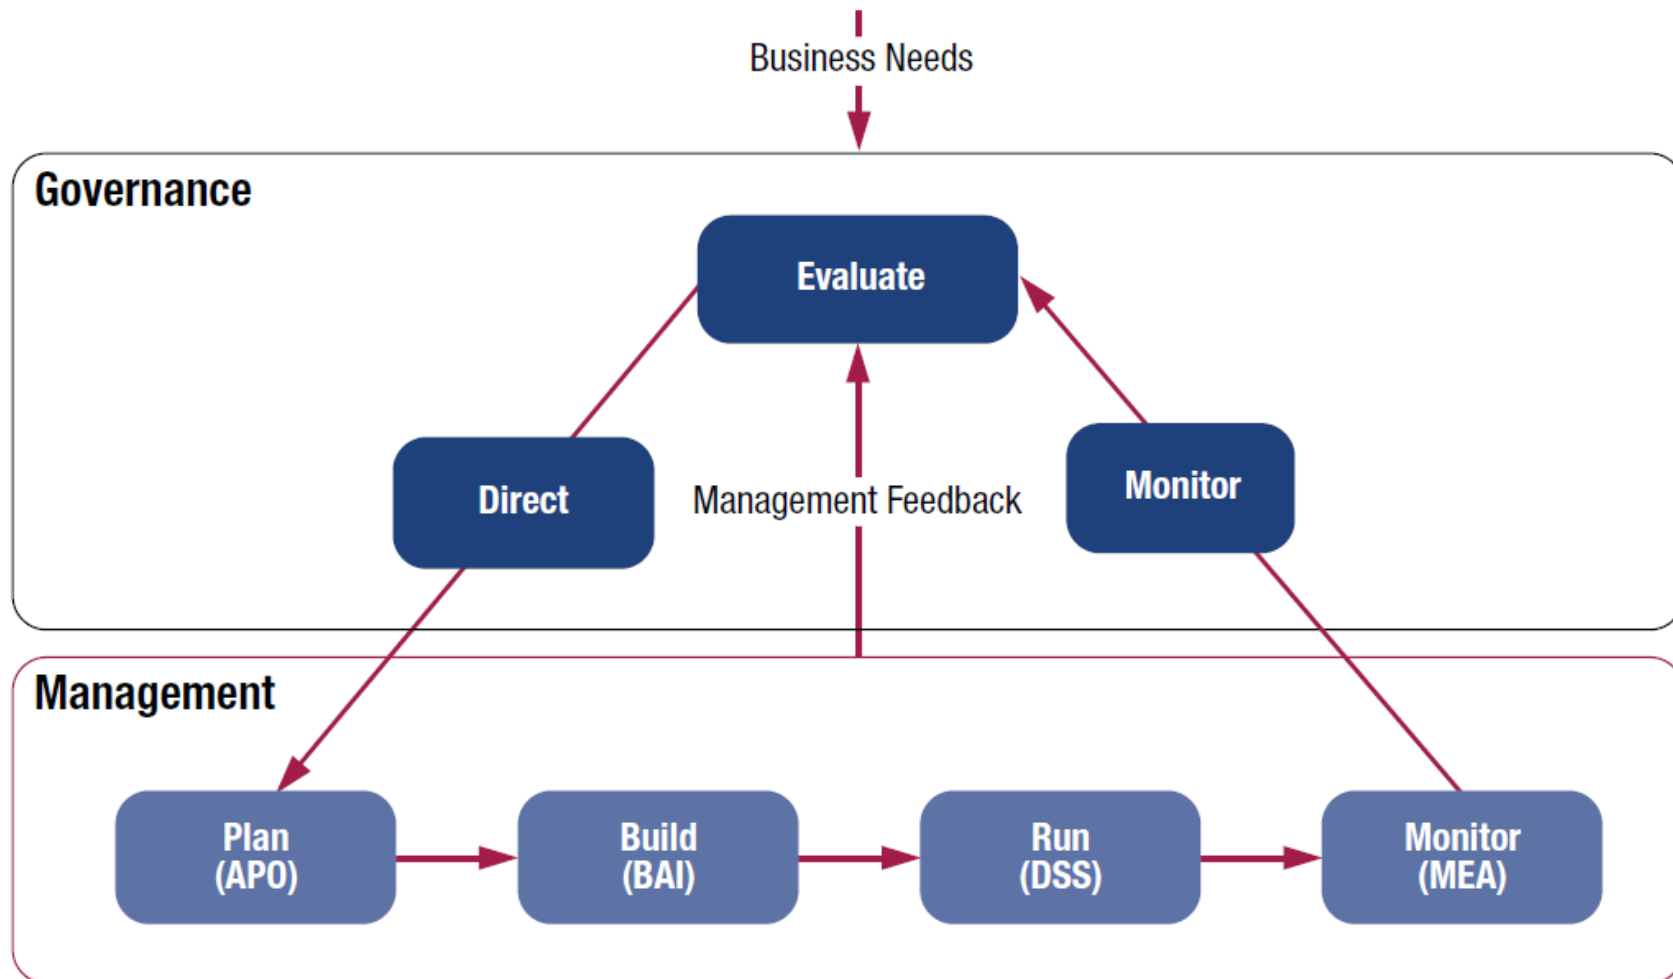 Business Needs
Governance
Evaluate
Direct
Management Feedback
Monitor
Management
Plan
(APO)
Build
(BAI)
Run
(DSS)
Monitor
(MEA)